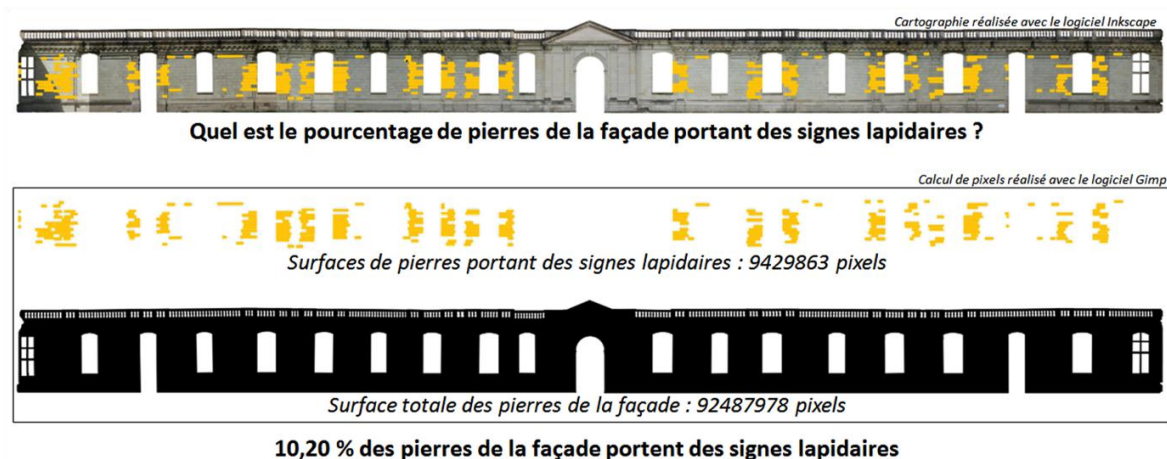 Cartographie réalisée avec le logiciel Inkscape
Quel est le pourcentage de pierres de la façade portant des signes lapidaires ?
Calcul de pixels réalisé avec le logiciel Gimp
Surfaces de pierres portant des signes lapidaires : 9429863 pixels
Surface totale des pierres de la façade : 92487978 pixels
10,20 % des pierres de la façade portent des signes lapidaires